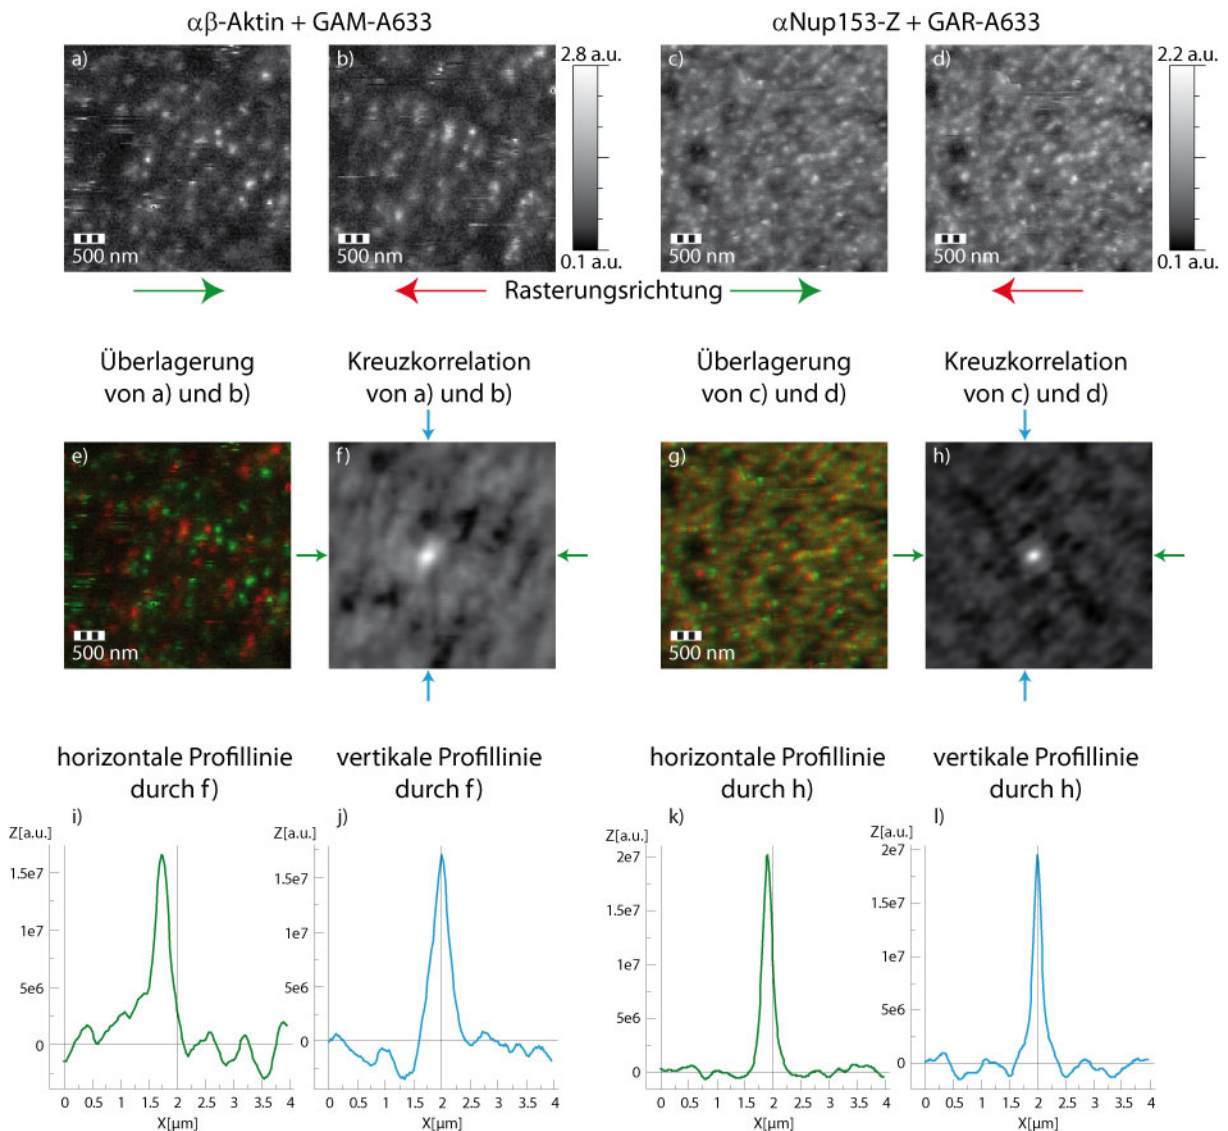 αβ-Aktin + GAM-A633
αNup153-Z + GAR-A633
a)
b)
2.8 a.u.
0.1 a.u.
c)
d)
2.2 a.u.
0.1 a.u.
500 nm
500 nm
500 nm
500 nm
Rasterungsrichtung
Überlagerung
von a) und b)
Kreuzkorrelation
von a) und b)
Überlagerung
von c) und d)
Kreuzkorrelation
von c) und d)
e)
f)
g)
h)
500 nm
500 nm
horizontale Profillinie
durch f)
vertikale Profillinie
durch f)
horizontale Profillinie
durch h)
vertikale Profillinie
durch h)
i)
Z[a.u.]
1.5e7
1e7
5e6
0
0 0.5 1 1.5 2 2.5 3 3.5 4
X[µm]
j)
Z[a.u.]
1.5e7
1e7
5e6
0
0 0.5 1 1.5 2 2.5 3 3.5 4
X[µm]
k)
Z[a.u.]
2e7
1.5e7
1e7
5e6
0
0 0.5 1 1.5 2 2.5 3 3.5 4
X[µm]
l)
Z[a.u.]
2e7
1.5e7
1e7
5e6
0
0 0.5 1 1.5 2 2.5 3 3.5 4
X[µm]